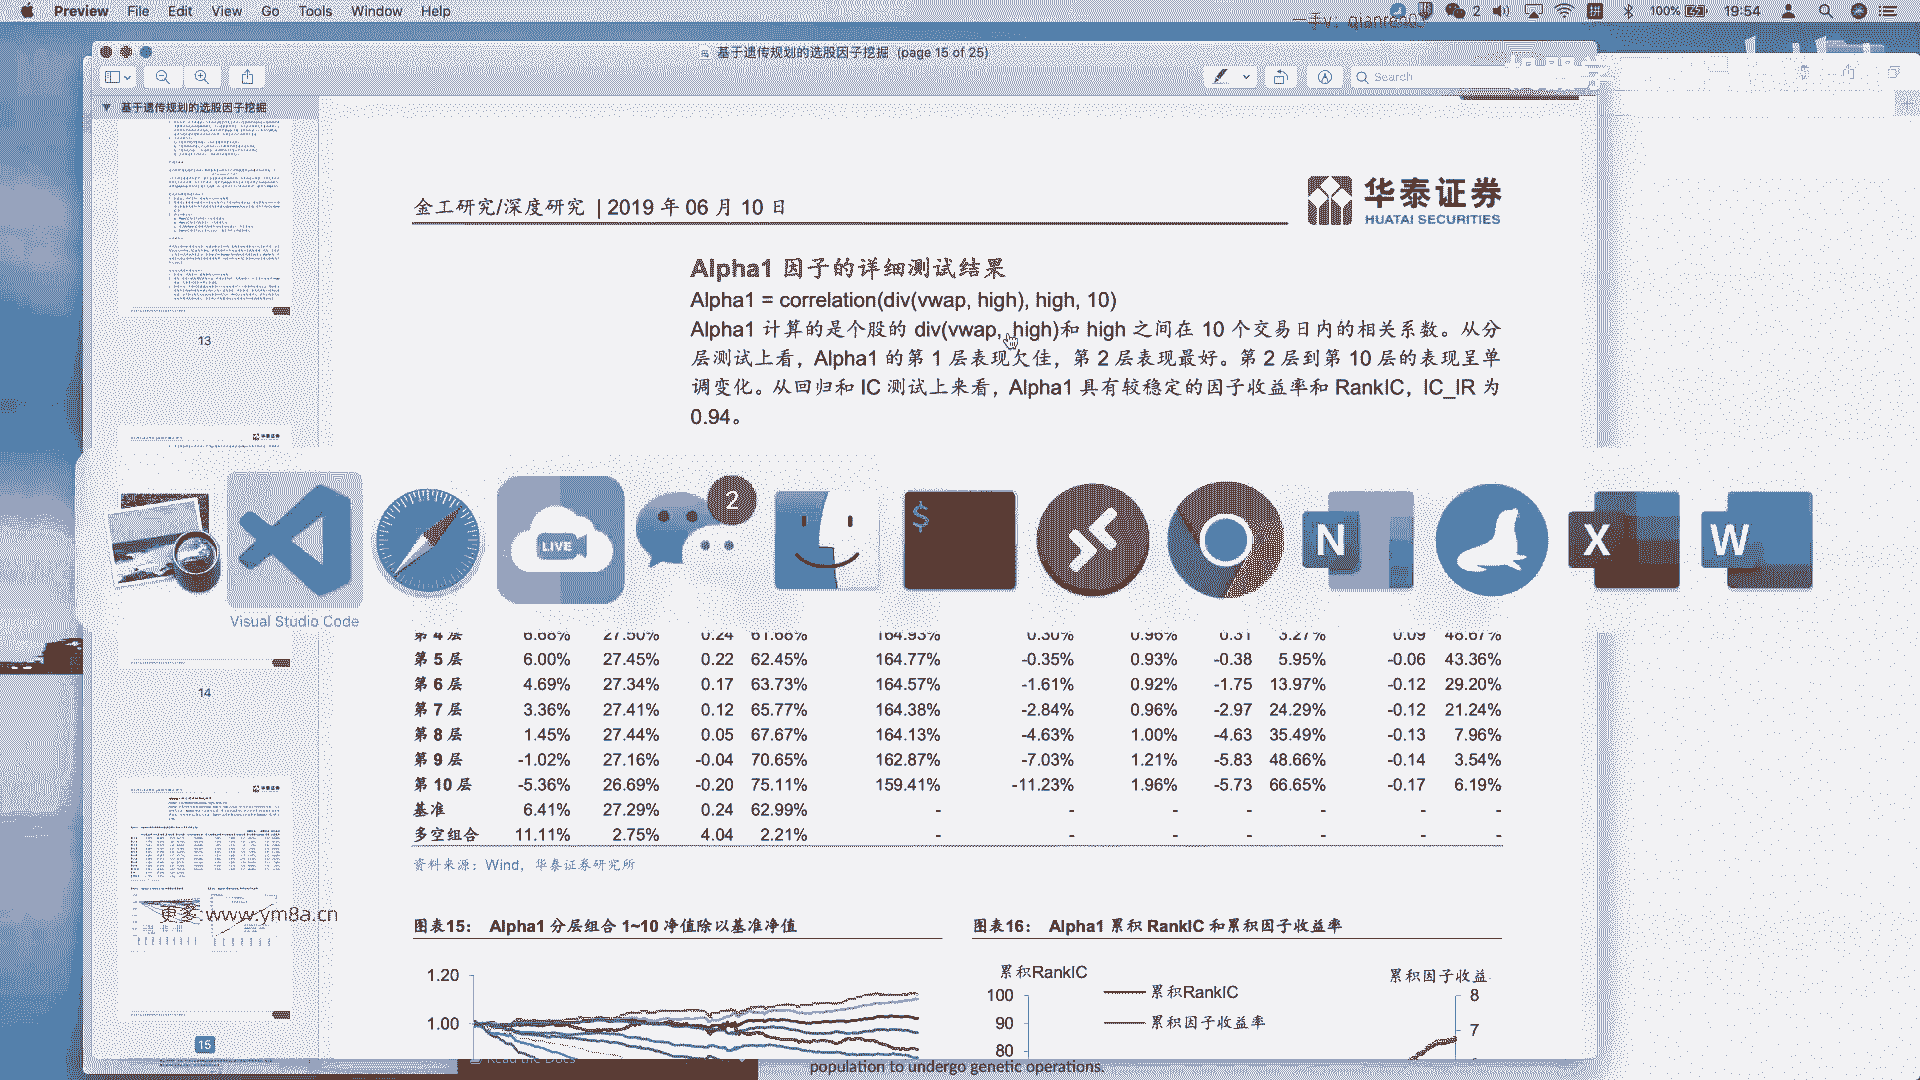 Preview File Edit View Go Tools Window Help
2 100% 19:54
一手v：
基于遗传规划的选股因子挖掘 (page 15 of 25)
Search
基于遗传规划的选股因子挖掘
13
14
15
金工研究/深度研究 | 2019 年 06 月 10 日
华泰证券
HUATAI SECURITIES
Alpha1 因子的详细测试结果
Alpha1 = correlation(div(vwap, high), high, 10)
Alpha1 计算的是个股的 div(vwap, high)和 high 之间在 10 个交易日内的相关系数。从分
层测试上看，Alpha1 的第 1 层表现欠佳，第 2 层表现最好。第 2 层到第 10 层的表现呈单
调变化。从回归和 IC 测试上来看，Alpha1 具有较稳定的因子收益率和 RankIC，IC_IR 为
0.94。
LIVE
2
$
N
X
W
Visual Studio Code
第 4 层 6.68% 27.50% 0.24 61.68% 164.93% 0.30% 0.96% 0.31 3.27% 0.09 48.67%
第 5 层 6.00% 27.45% 0.22 62.45% 164.77% -0.35% 0.93% -0.38 5.95% -0.06 43.36%
第 6 层 4.69% 27.34% 0.17 63.73% 164.57% -1.61% 0.92% -1.75 13.97% -0.12 29.20%
第 7 层 3.36% 27.41% 0.12 65.77% 164.38% -2.84% 0.96% -2.97 24.29% -0.12 21.24%
第 8 层 1.45% 27.44% 0.05 67.67% 164.13% -4.63% 1.00% -4.63 35.49% -0.13 7.96%
第 9 层 -1.02% 27.16% -0.04 70.65% 162.87% -7.03% 1.21% -5.83 48.66% -0.14 3.54%
第 10 层 -5.36% 26.69% -0.20 75.11% 159.41% -11.23% 1.96% -5.73 66.65% -0.17 6.19%
基准 6.41% 27.29% 0.24 62.99% - - - - - - -
多空组合 11.11% 2.75% 4.04 2.21% - - - - - - -
资料来源：Wind，华泰证券研究所
更多:www.ym8a.cn
图表15： Alpha1 分层组合 1~10 净值除以基准净值
1.20
1.00
图表16： Alpha1 累积 RankIC 和累积因子收益率
累积RankIC
累积因子收益
100
90
80
累积RankIC
累积因子收益率
8
7
Read the Docs
population to undergo genetic operations.